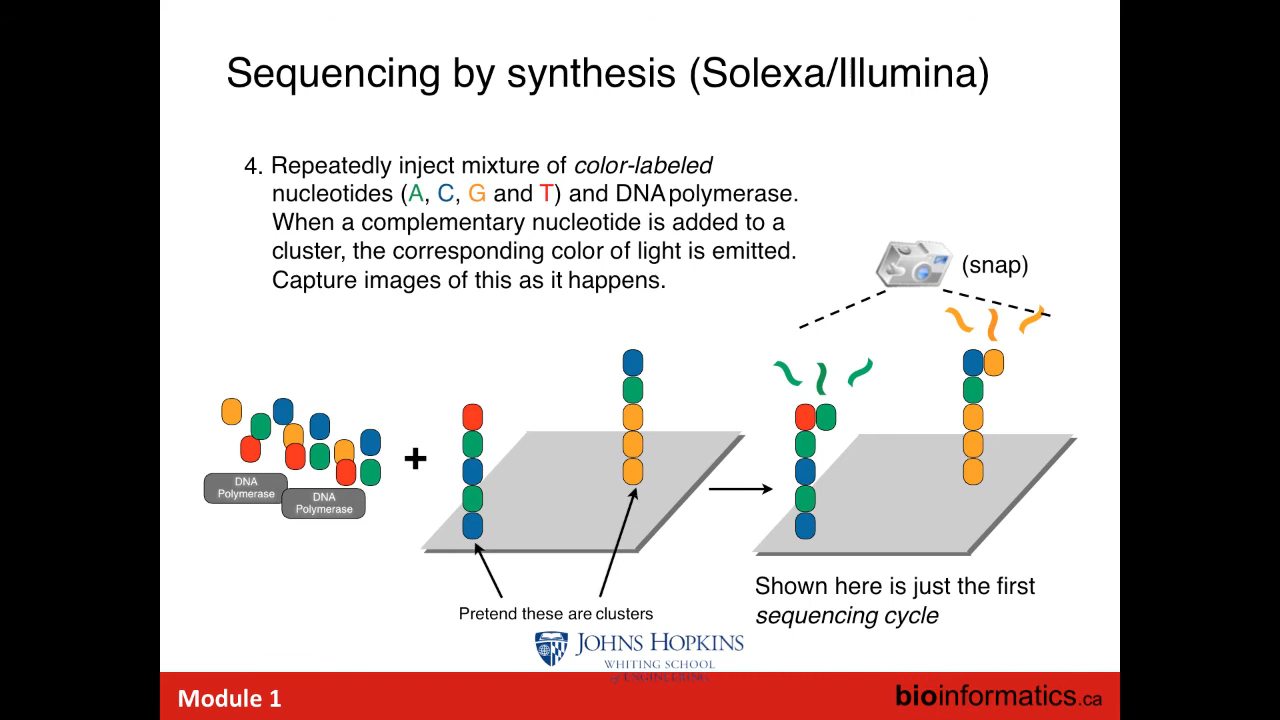 Sequencing by synthesis (Solexa/Illumina)
4. Repeatedly inject mixture of color-labeled
nucleotides (A, C, G and T) and DNA polymerase.
When a complementary nucleotide is added to a
cluster, the corresponding color of light is emitted.
Capture images of this as it happens.
(snap)
DNA
Polymerase
DNA
Polymerase
+
Pretend these are clusters
Shown here is just the first
sequencing cycle
JOHNS HOPKINS
WHITING SCHOOL
of ENGINEERING
Module 1
bioinformatics.ca